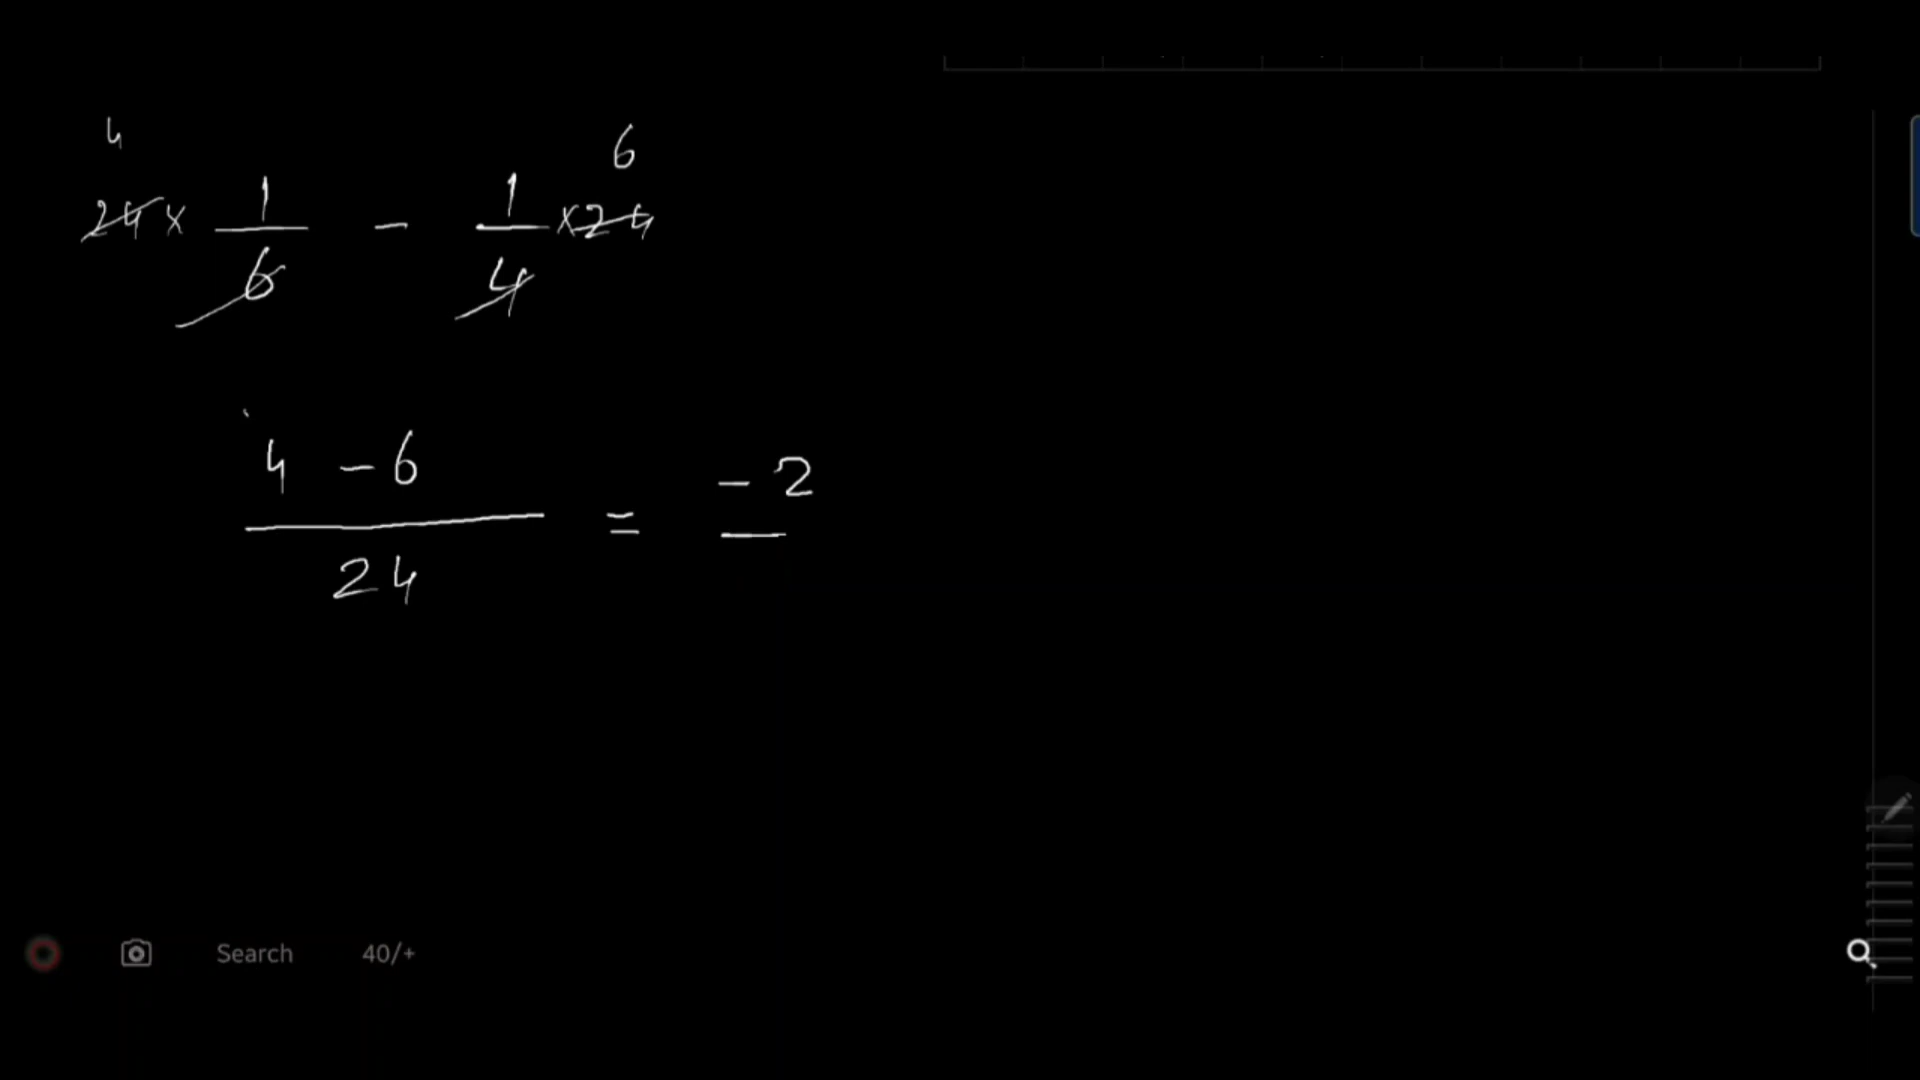 4 6
24 x 1/6 - 1/4 x 24
4 - 6 / 24 = - 2
Search 40/+